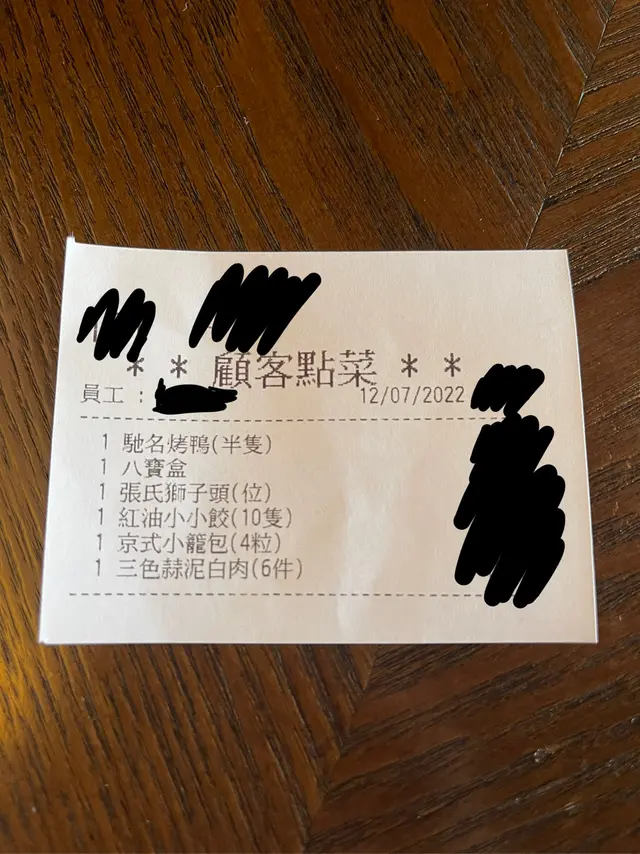 * * 顧客點菜 * *
員工 : 12/07/2022
1 馳名烤鴨(半隻)
1 八寶盒
1 張氏獅子頭(位)
1 紅油小小餃(10隻)
1 京式小籠包(4粒)
1 三色蒜泥白肉(6件)